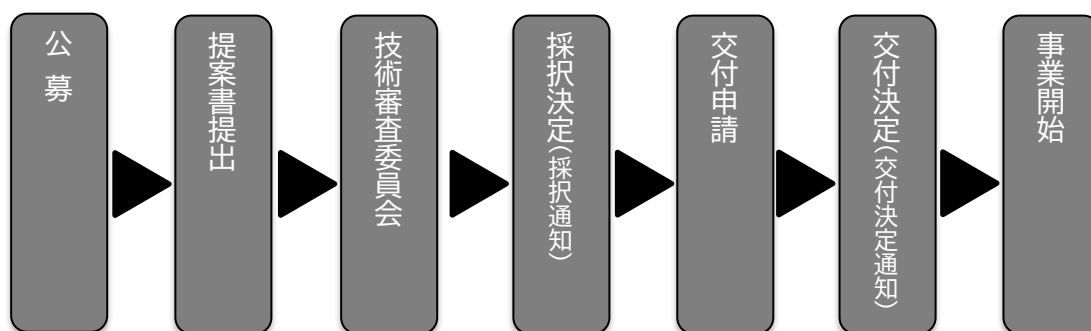 公募
提案書提出
技術審査委員会
採択決定(採択通知)
交付申請
交付決定(交付決定通知)
事業開始